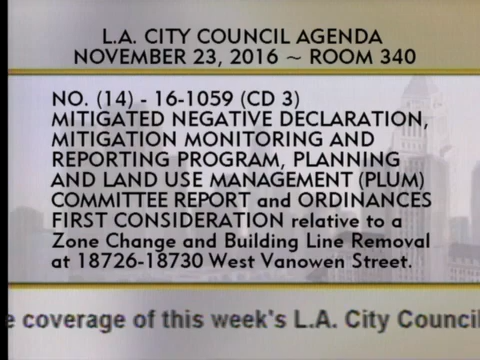 L.A. CITY COUNCIL AGENDA
NOVEMBER 23, 2016 ~ ROOM 340
NO. (14) - 16-1059 (CD 3)
MITIGATED NEGATIVE DECLARATION,
MITIGATION MONITORING AND
REPORTING PROGRAM, PLANNING
AND LAND USE MANAGEMENT (PLUM)
COMMITTEE REPORT and ORDINANCES
FIRST CONSIDERATION relative to a
Zone Change and Building Line Removal
at 18726-18730 West Vanowen Street.
e coverage of this week's L.A. City Council